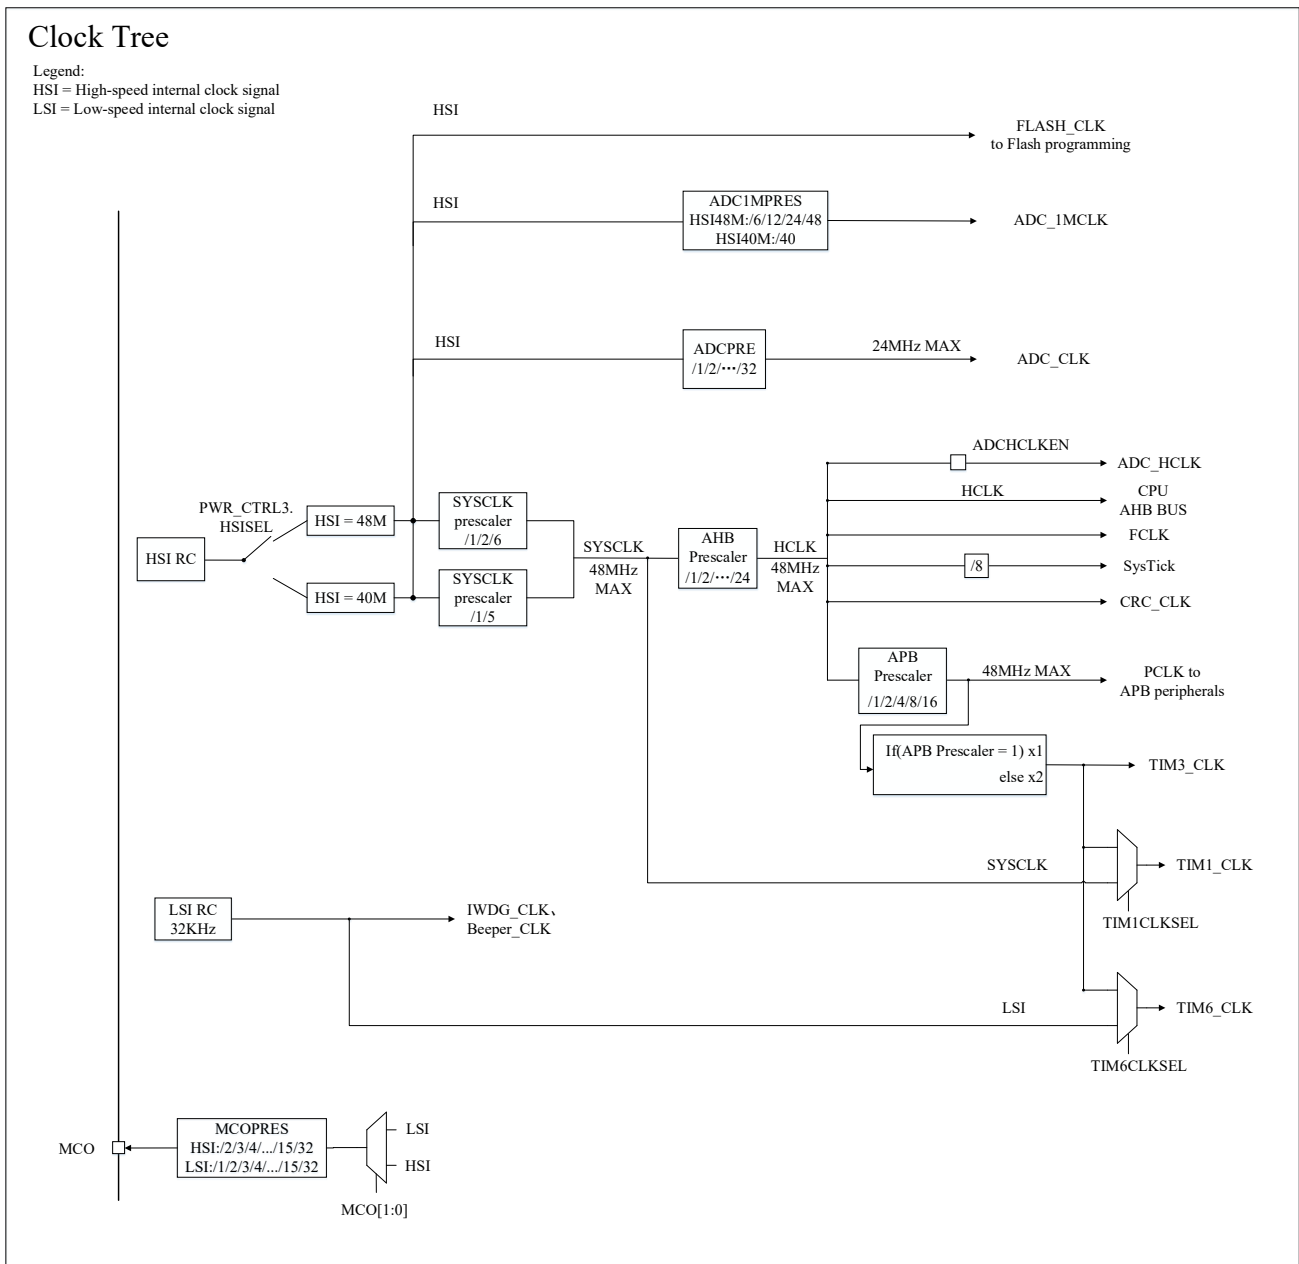 Clock Tree
Legend:
HSI = High-speed internal clock signal
LSI = Low-speed internal clock signal
HSI
FLASH_CLK
to Flash programming
HSI
ADC1MPRES
HSI48M:/6/12/24/48
HSI40M:/40
ADC_1MCLK
HSI
ADCPRE
/1/2/···/32
24MHz MAX
ADC_CLK
ADCHCLKEN
ADC_HCLK
HCLK
CPU
AHB BUS
FCLK
/8
SysTick
CRC_CLK
HSI RC
PWR_CTRL3.
HSISEL
HSI = 48M
SYSCLK
prescaler
/1/2/6
HSI = 40M
SYSCLK
prescaler
/1/5
SYSCLK
48MHz
MAX
AHB
Prescaler
/1/2/···/24
HCLK
48MHz
MAX
APB
Prescaler
/1/2/4/8/16
48MHz MAX
PCLK to
APB peripherals
If(APB Prescaler = 1) x1
else x2
TIM3_CLK
SYSCLK
TIM1_CLK
TIM1CLKSEL
LSI RC
32KHz
IWDG_CLK、
Beeper_CLK
LSI
TIM6_CLK
TIM6CLKSEL
MCO
MCOPRES
HSI:/2/3/4/.../15/32
LSI:/1/2/3/4/.../15/32
LSI
HSI
MCO[1:0]